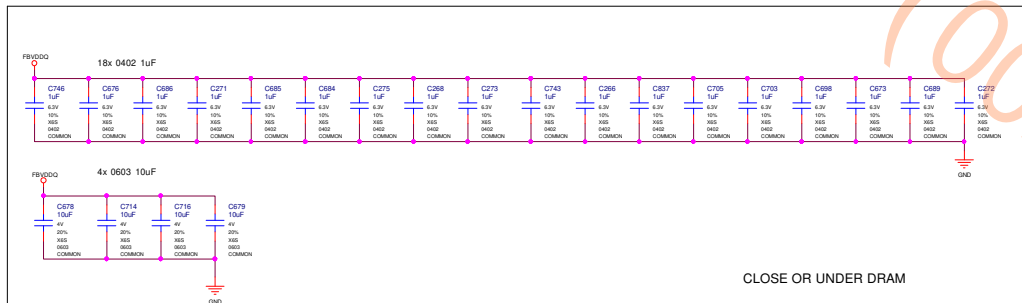 FBVDDQ
18x 0402 1uF
C746
1uF
6.3V
10%
X6S
0402
COMMON
C676
1uF
6.3V
10%
X6S
0402
COMMON
C686
1uF
6.3V
10%
X6S
0402
COMMON
C271
1uF
6.3V
10%
X6S
0402
COMMON
C685
1uF
6.3V
10%
X6S
0402
COMMON
C684
1uF
6.3V
10%
X6S
0402
COMMON
C275
1uF
6.3V
10%
X6S
0402
COMMON
C268
1uF
6.3V
10%
X6S
0402
COMMON
C273
1uF
6.3V
10%
X6S
0402
COMMON
C743
1uF
6.3V
10%
X6S
0402
COMMON
C266
1uF
6.3V
10%
X6S
0402
COMMON
C837
1uF
6.3V
10%
X6S
0402
COMMON
C705
1uF
6.3V
10%
X6S
0402
COMMON
C703
1uF
6.3V
10%
X6S
0402
COMMON
C698
1uF
6.3V
10%
X6S
0402
COMMON
C673
1uF
6.3V
10%
X6S
0402
COMMON
C689
1uF
6.3V
10%
X6S
0402
COMMON
C272
1uF
6.3V
10%
X6S
0402
COMMON
GND
FBVDDQ
4x 0603 10uF
C678
10uF
4V
20%
X6S
0603
COMMON
C714
10uF
4V
20%
X6S
0603
COMMON
C716
10uF
4V
20%
X6S
0603
COMMON
C679
10uF
4V
20%
X6S
0603
COMMON
GND
CLOSE OR UNDER DRAM